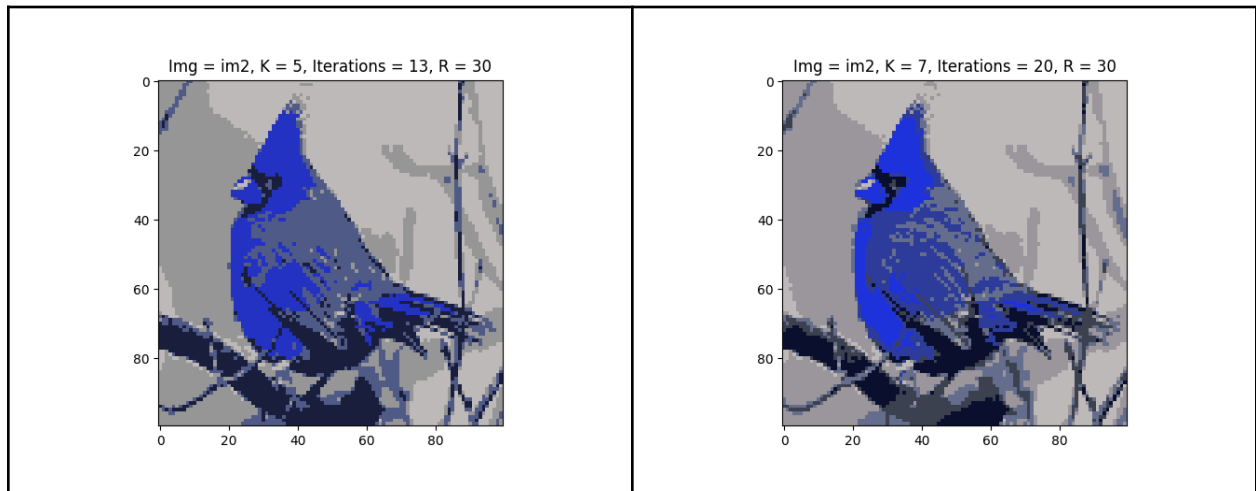 Img = im2, K = 5, Iterations = 13, R = 30
0
20
40
60
80
0 20 40 60 80
Img = im2, K = 7, Iterations = 20, R = 30
0
20
40
60
80
0 20 40 60 80